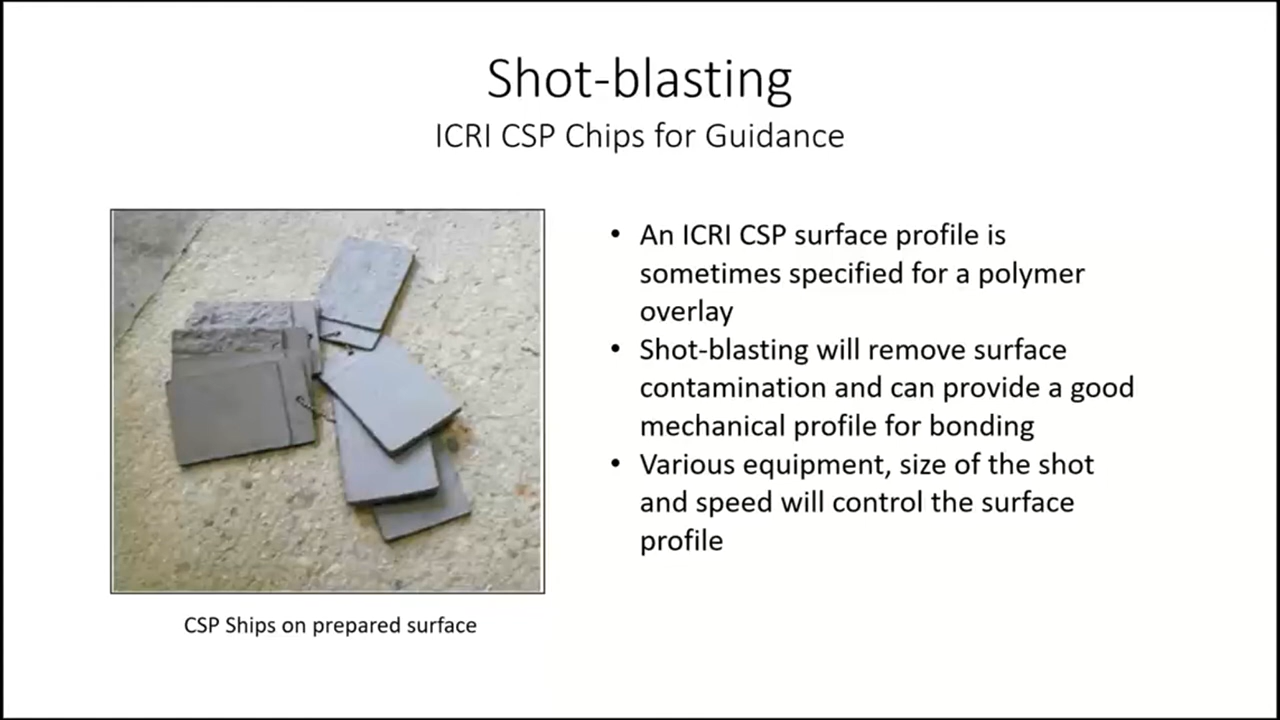 Shot-blasting
ICRI CSP Chips for Guidance
• An ICRI CSP surface profile is
sometimes specified for a polymer
overlay
• Shot-blasting will remove surface
contamination and can provide a good
mechanical profile for bonding
• Various equipment, size of the shot
and speed will control the surface
profile
CSP Ships on prepared surface